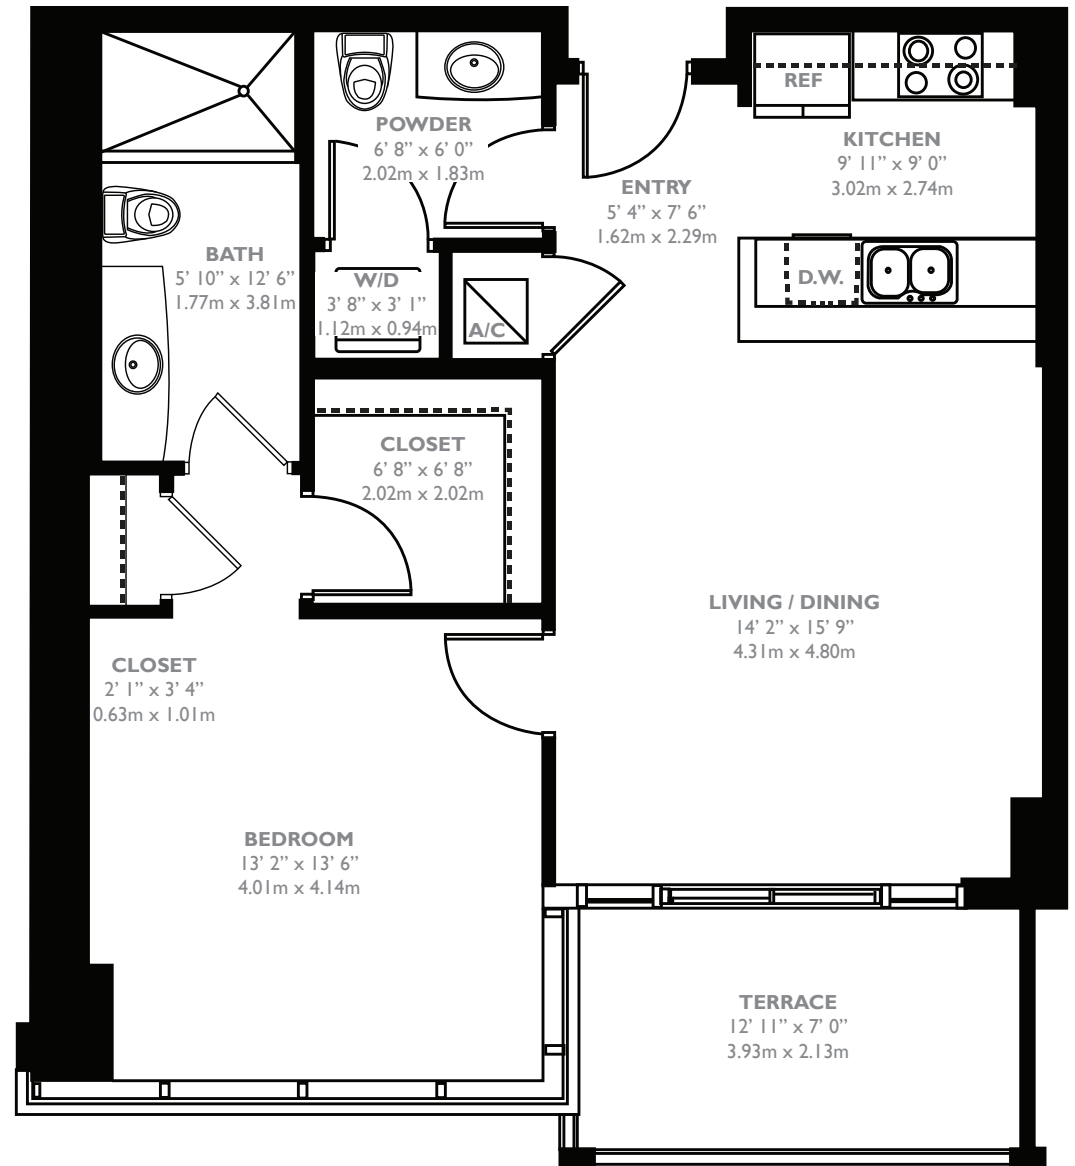 POWDER
6’ 8” x 6’ 0”
2.02m x 1.83m
REF
KITCHEN
9’ 11” x 9’ 0”
3.02m x 2.74m
ENTRY
5’ 4” x 7’ 6”
1.62m x 2.29m
BATH
5’ 10” x 12’ 6”
1.77m x 3.81m
W/D
3’ 8” x 3’ 1”
1.12m x 0.94m
A/C
D.W.
CLOSET
6’ 8” x 6’ 8”
2.02m x 2.02m
LIVING / DINING
14’ 2” x 15’ 9”
4.31m x 4.80m
CLOSET
2’ 1” x 3’ 4”
0.63m x 1.01m
BEDROOM
13’ 2” x 13’ 6”
4.01m x 4.14m
TERRACE
12’ 11” x 7’ 0”
3.93m x 2.13m